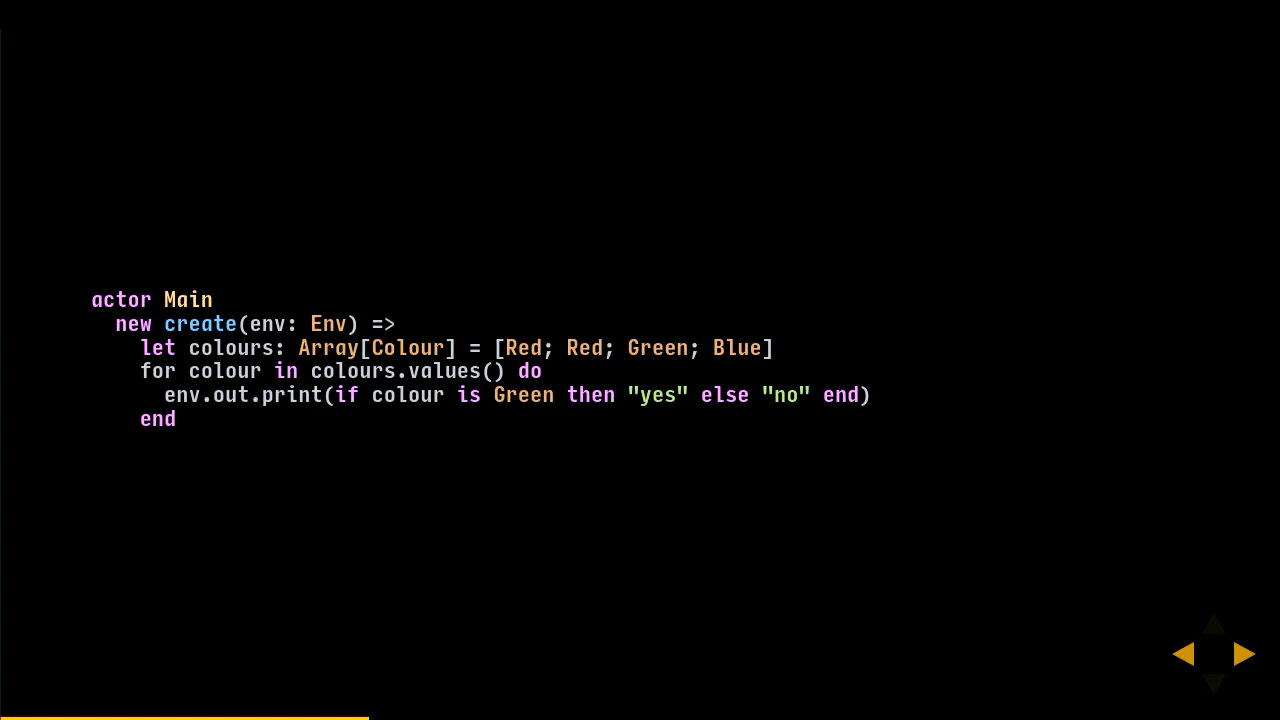 actor Main
  new create(env: Env) =>
    let colours: Array[Colour] = [Red; Red; Green; Blue]
    for colour in colours.values() do
      env.out.print(if colour is Green then "yes" else "no" end)
    end